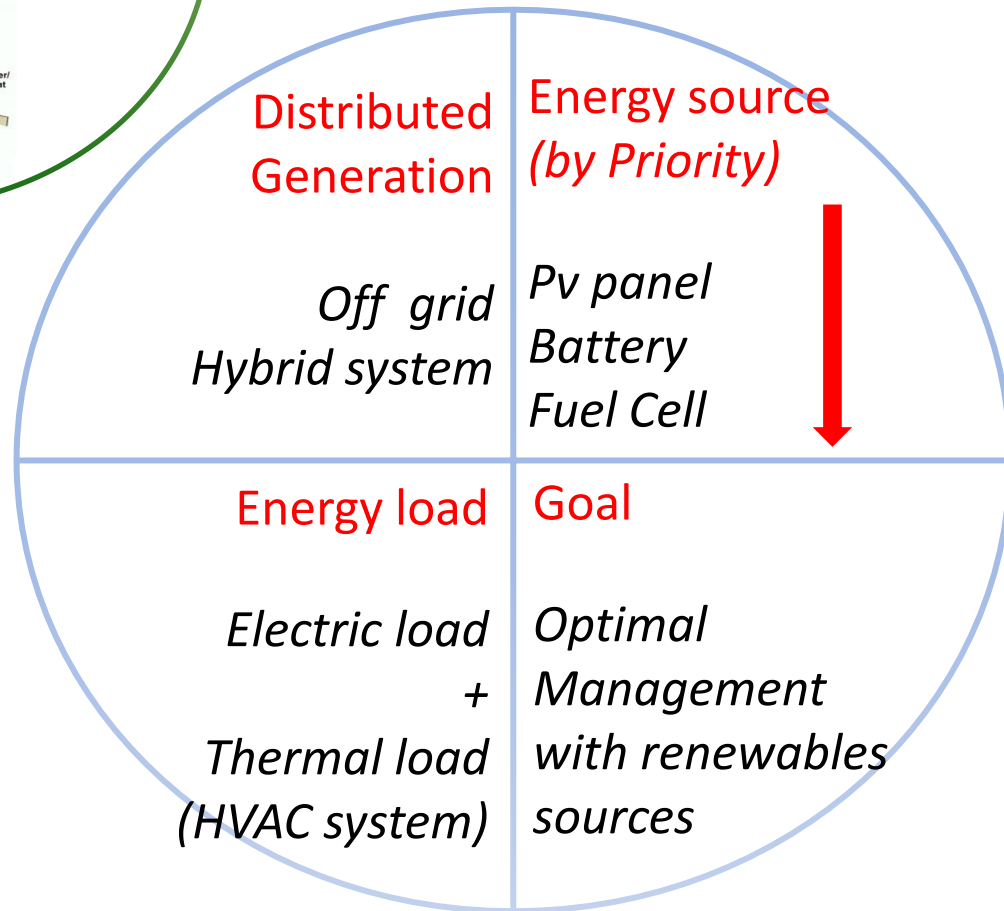 Distributed
Generation
Off grid
Hybrid system
Energy source
(by Priority)
Pv panel
Battery
Fuel Cell
Energy load
Electric load
+
Thermal load
(HVAC system)
Goal
Optimal
Management
with renewables
sources